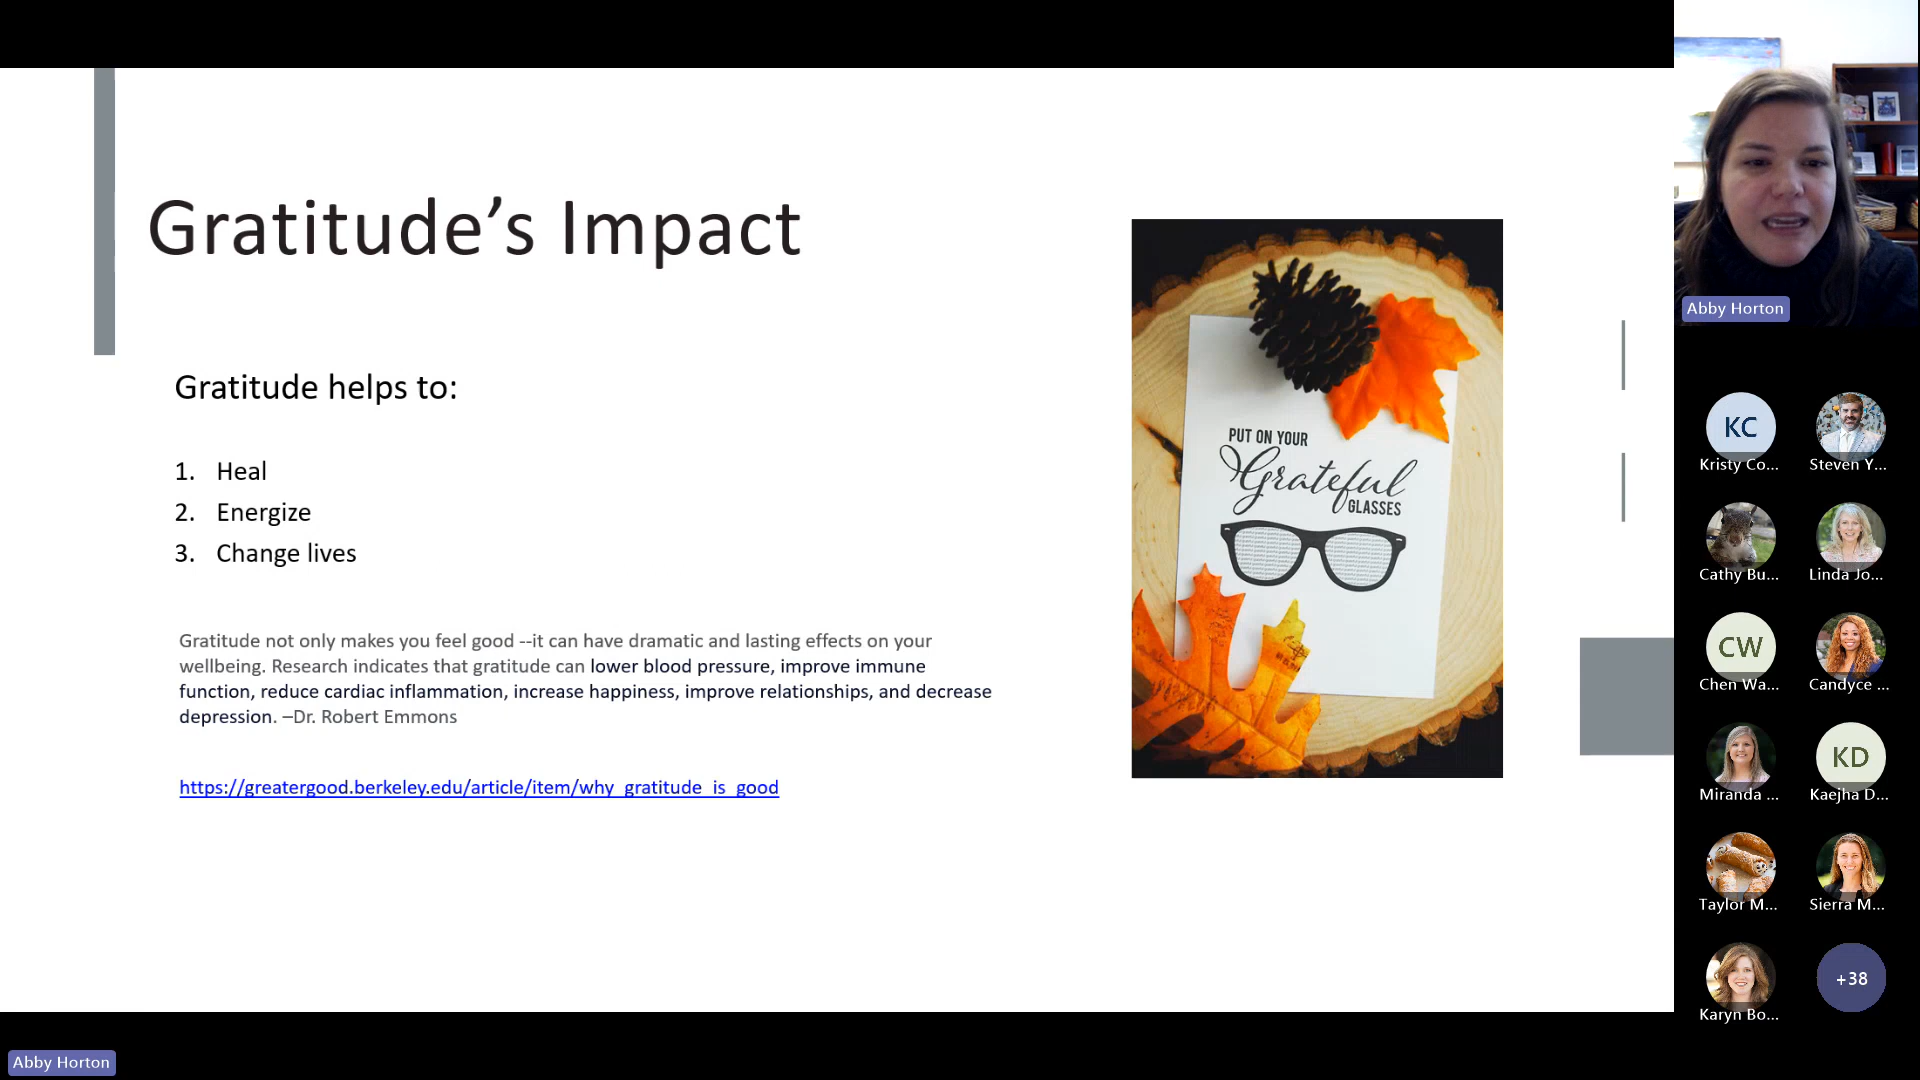 Gratitude's Impact
Gratitude helps to:
1. Heal
2. Energize
3. Change lives
Gratitude not only makes you feel good --it can have dramatic and lasting effects on your
wellbeing. Research indicates that gratitude can lower blood pressure, improve immune
function, reduce cardiac inflammation, increase happiness, improve relationships, and decrease
depression. –Dr. Robert Emmons
https://greatergood.berkeley.edu/article/item/why_gratitude_is_good
PUT ON YOUR
Grateful
GLASSES
Abby Horton
KC
Kristy Co...
Steven Y...
Cathy Bu...
Linda Jo...
CW
Chen Wa...
Candyce ...
Miranda ...
KD
Kaejha D...
Taylor M...
Sierra M...
Karyn Bo...
+38
Abby Horton